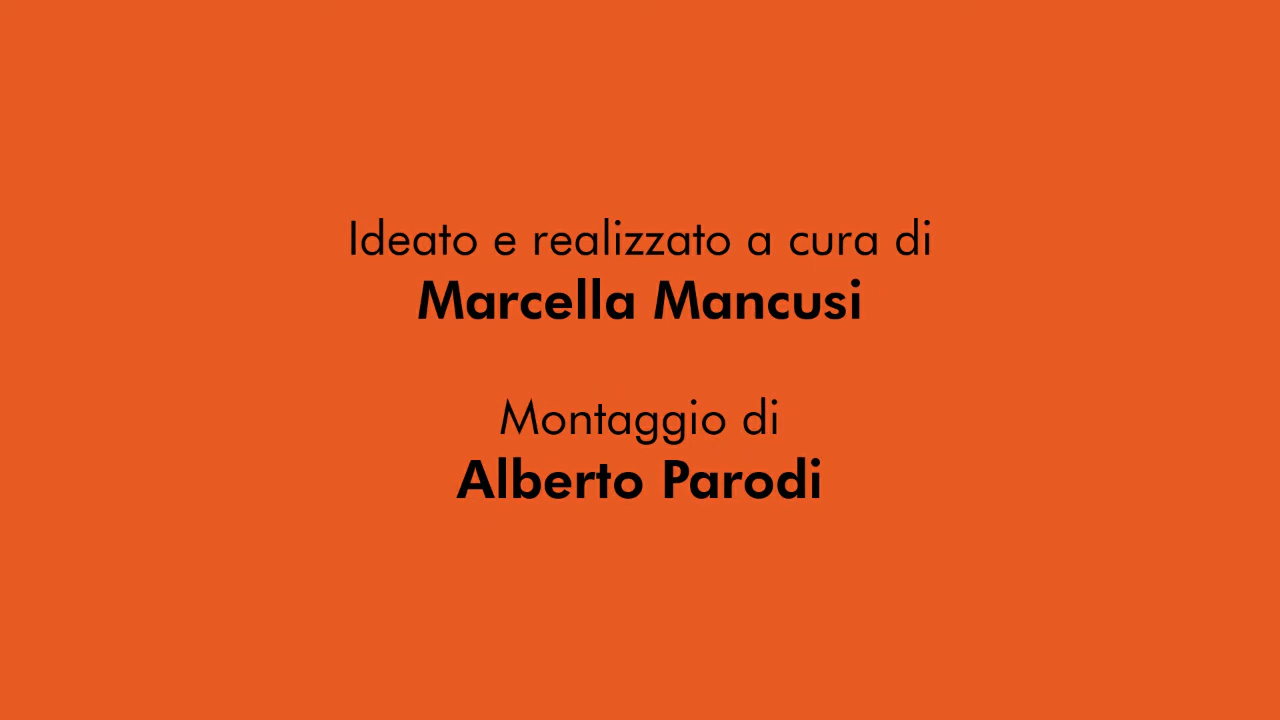 Ideato e realizzato a cura di
Marcella Mancusi
Montaggio di
Alberto Parodi